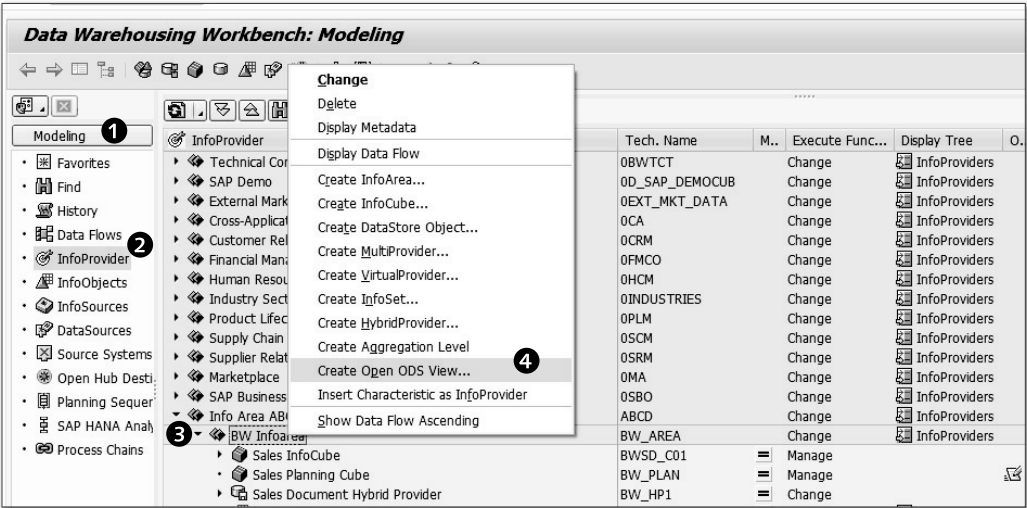 Data Warehousing Workbench: Modeling
Modeling 1
Favorites
Find
History
Data Flows
2
InfoProvider
InfoObjects
InfoSources
DataSources
Source Systems
Open Hub Desti
Planning Sequer
SAP HANA Analy
Process Chains
InfoProvider Tech. Name M.. Execute Func... Display Tree O.
Technical Cor 0BWTCT Change InfoProviders
SAP Demo 0D_SAP_DEMOCUB Change InfoProviders
External Mark 0EXT_MKT_DATA Change InfoProviders
Cross-Applicat 0CA Change InfoProviders
Customer Rel 0CRM Change InfoProviders
Financial Mana 0FMCO Change InfoProviders
Human Resou 0HCM Change InfoProviders
Industry Sect 0INDUSTRIES Change InfoProviders
Product Lifec 0PLM Change InfoProviders
Supply Chain 0SCM Change InfoProviders
Supplier Relat 0SRM Change InfoProviders
Marketplace 0MA Change InfoProviders
SAP Business 0SBO Change InfoProviders
Info Area ABC ABCD Change InfoProviders
3 BW Infoarea BW_AREA Change InfoProviders
Sales InfoCube BWSD_C01 = Manage
Sales Planning Cube BW_PLAN = Manage
Sales Document Hybrid Provider BW_HP1 = Change
Change
Delete
Display Metadata
Display Data Flow
Create InfoArea...
Create InfoCube...
Create DataStore Object...
Create MultiProvider...
Create VirtualProvider...
Create InfoSet...
Create HybridProvider...
Create Aggregation Level
4
Create Open ODS View...
Insert Characteristic as InfoProvider
Show Data Flow Ascending